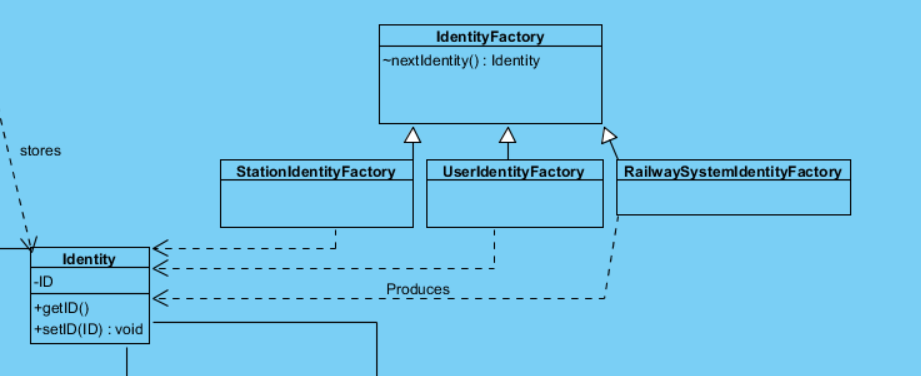 IdentityFactory
~nextIdentity() : Identity
stores
StationIdentityFactory
UserIdentityFactory
RailwaySystemIdentityFactory
Identity
-ID
Produces
+getID()
+setID(ID) : void